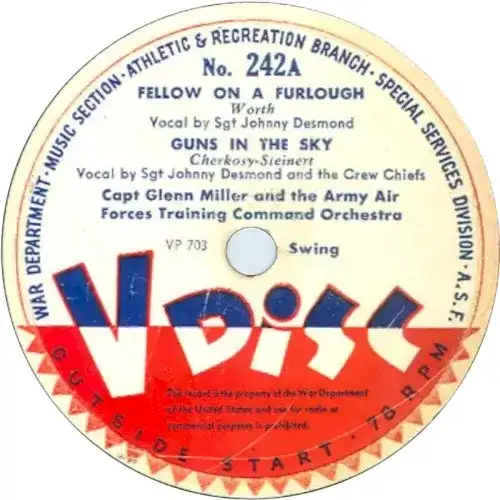 WAR DEPARTMENT · MUSIC SECTION · ATHLETIC & RECREATION BRANCH · SPECIAL SERVICES DIVISION · A.S.F.
No. 242A
FELLOW ON A FURLOUGH
Worth
Vocal by Sgt Johnny Desmond
GUNS IN THE SKY
Cherkosy-Steinert
Vocal by Sgt Johnny Desmond and the Crew Chiefs
Capt Glenn Miller and the Army Air
Forces Training Command Orchestra
VP 703
Swing
V DISC
This record is the property of the War Department
of the United States and use for radio or
commercial purposes is prohibited.
OUTSIDE START · 78 RPM